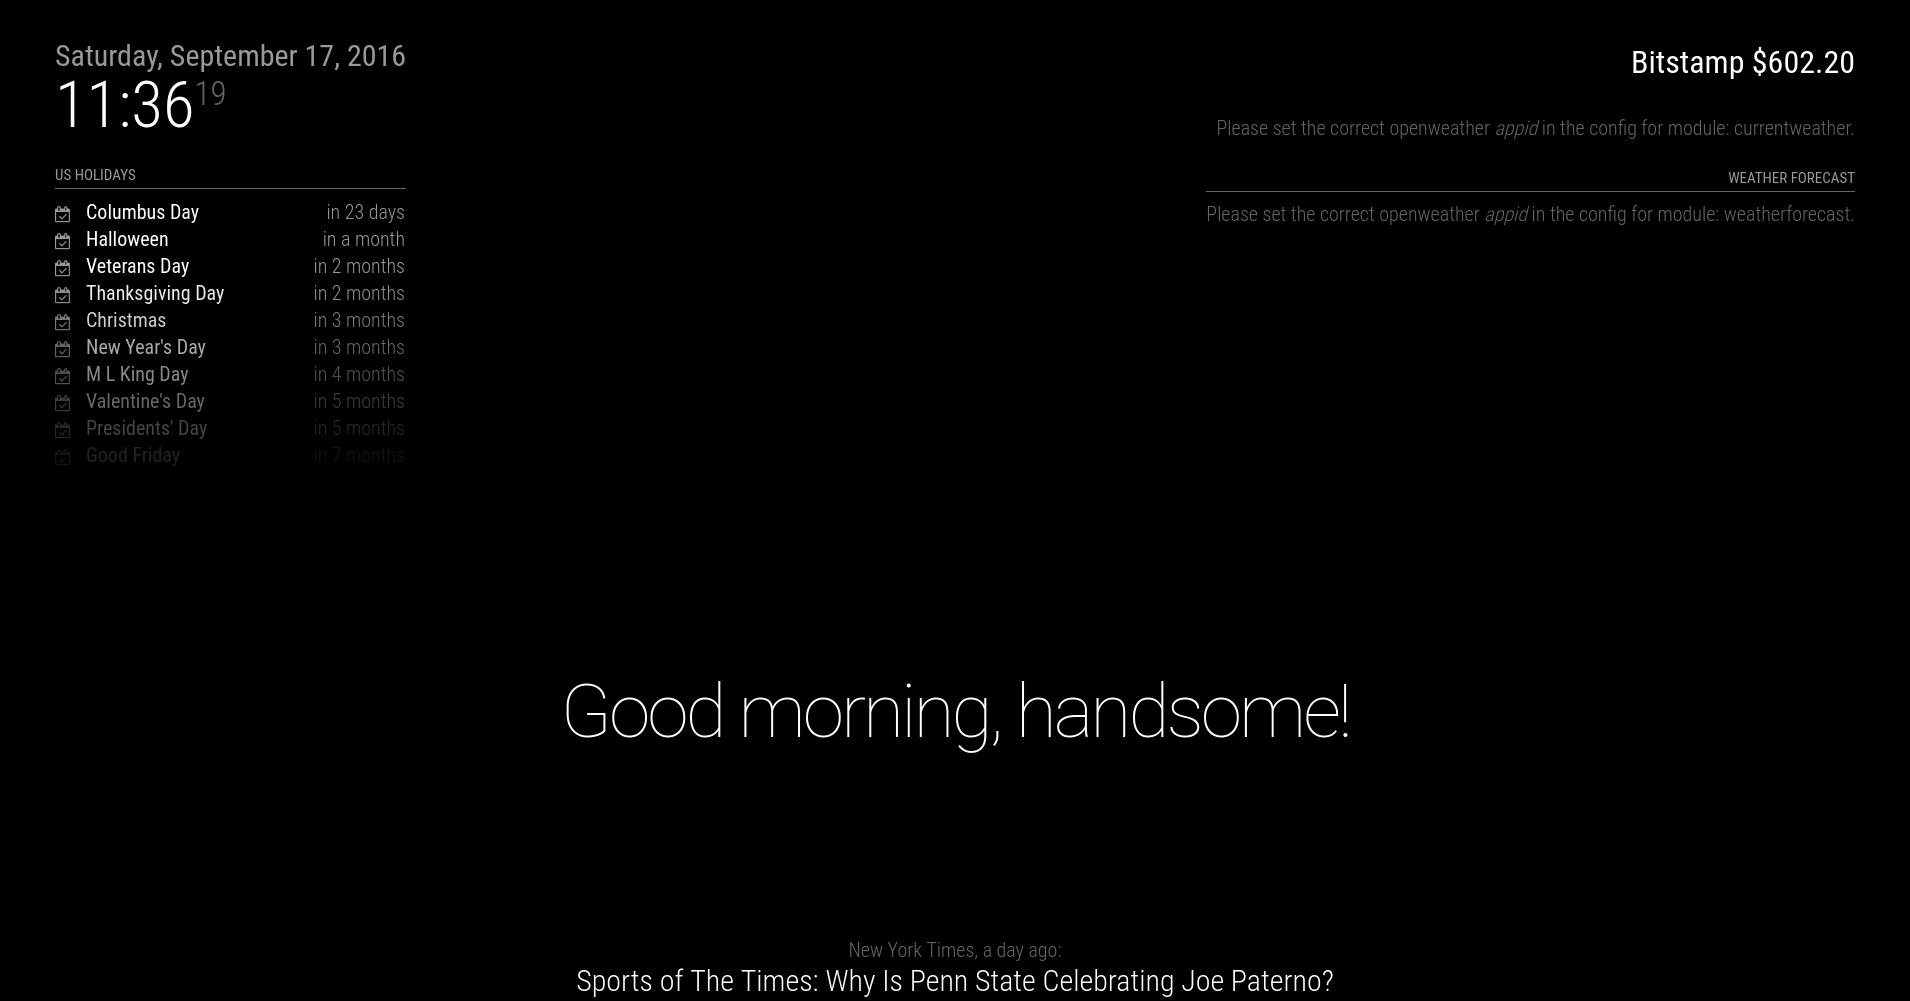 Saturday, September 17, 2016
11:36 19
US HOLIDAYS
Columbus Day in 23 days
Halloween in a month
Veterans Day in 2 months
Thanksgiving Day in 2 months
Christmas in 3 months
New Year's Day in 3 months
M L King Day in 4 months
Valentine's Day in 5 months
Presidents' Day in 5 months
Good Friday in 7 months
Bitstamp $602.20
Please set the correct openweather appid in the config for module: currentweather.
WEATHER FORECAST
Please set the correct openweather appid in the config for module: weatherforecast.
Good morning, handsome!
New York Times, a day ago:
Sports of The Times: Why Is Penn State Celebrating Joe Paterno?